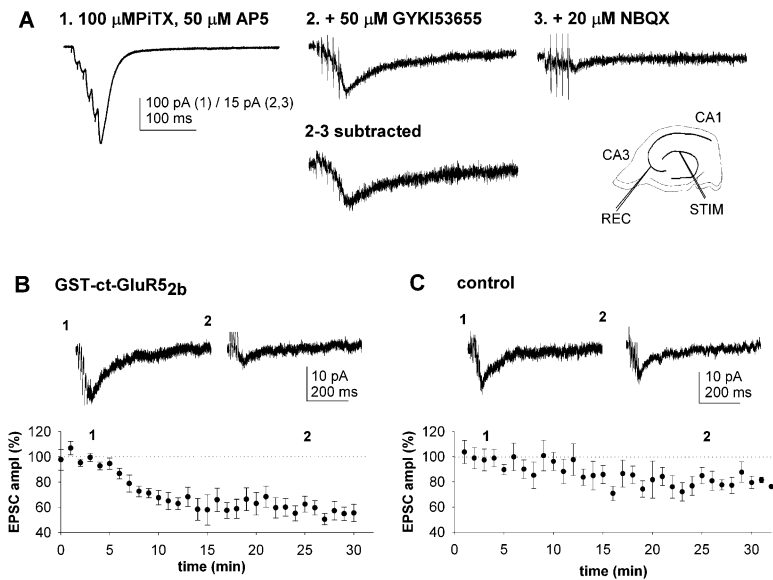 A
1. 100 μMPiTX, 50 μM AP5
2. + 50 μM GYKI53655
3. + 20 μM NBQX
100 pA (1) / 15 pA (2,3)
100 ms
2-3 subtracted
CA1
CA3
REC
STIM
B
GST-ct-GluR52b
1
2
10 pA
200 ms
EPSC ampl (%)
120
100
80
60
40
1
2
0
5
10
15
20
25
30
time (min)
C
control
1
2
10 pA
200 ms
EPSC ampl (%)
120
100
80
60
40
1
2
0
5
10
15
20
25
30
time (min)